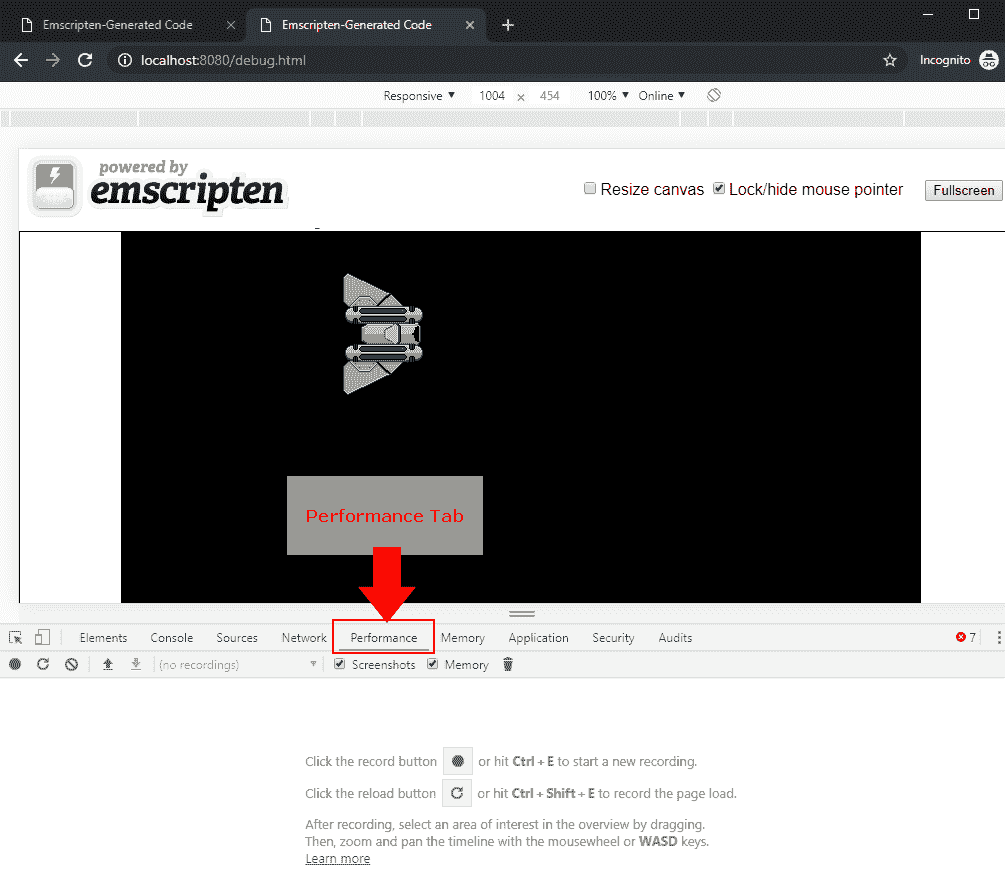 Emscripten-Generated Code
Emscripten-Generated Code
localhost:8080/debug.html
Incognito
Responsive ▼ 1004 × 454 100% ▼ Online ▼
powered by
emscripten
Resize canvas Lock/hide mouse pointer Fullscreen
Performance Tab
Elements Console Sources Network Performance Memory Application Security Audits 7
(no recordings) Screenshots Memory
Click the record button or hit Ctrl + E to start a new recording.
Click the reload button or hit Ctrl + Shift + E to record the page load.
After recording, select an area of interest in the overview by dragging.
Then, zoom and pan the timeline with the mousewheel or WASD keys.
Learn more